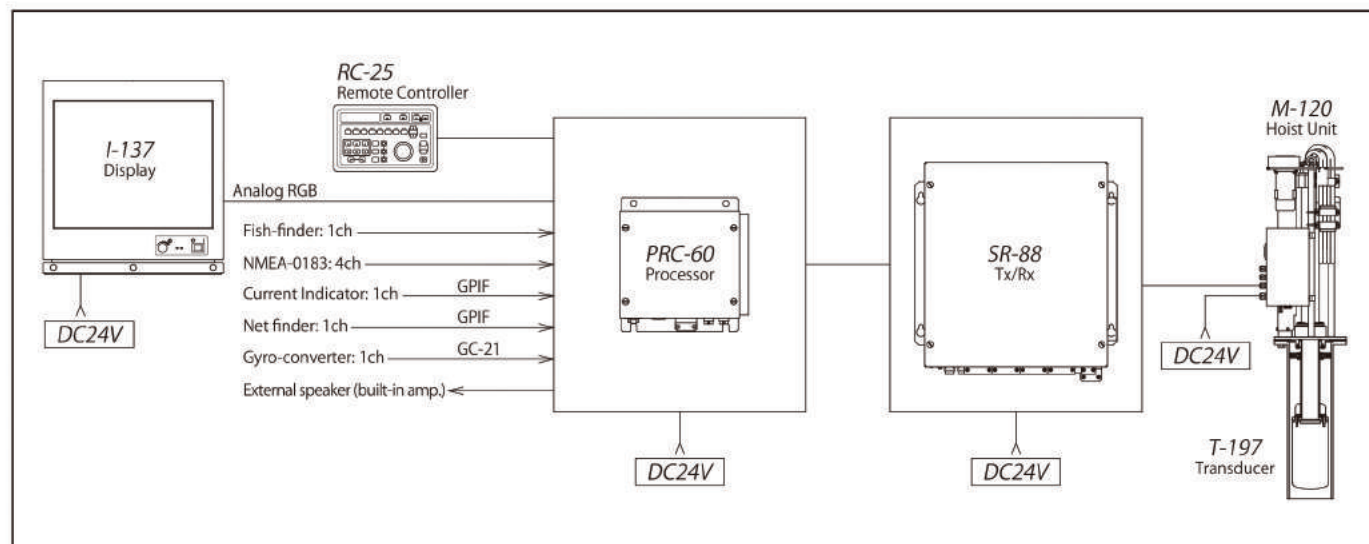 RC-25
Remote Controller
I-137
Display
Analog RGB
Fish-finder: 1ch
NMEA-0183: 4ch
Current Indicator: 1ch
GPIF
Net finder: 1ch
GPIF
Gyro-converter: 1ch
GC-21
External speaker (built-in amp.)
DC24V
PRC-60
Processor
DC24V
SR-88
Tx/Rx
DC24V
M-120
Hoist Unit
DC24V
T-197
Transducer